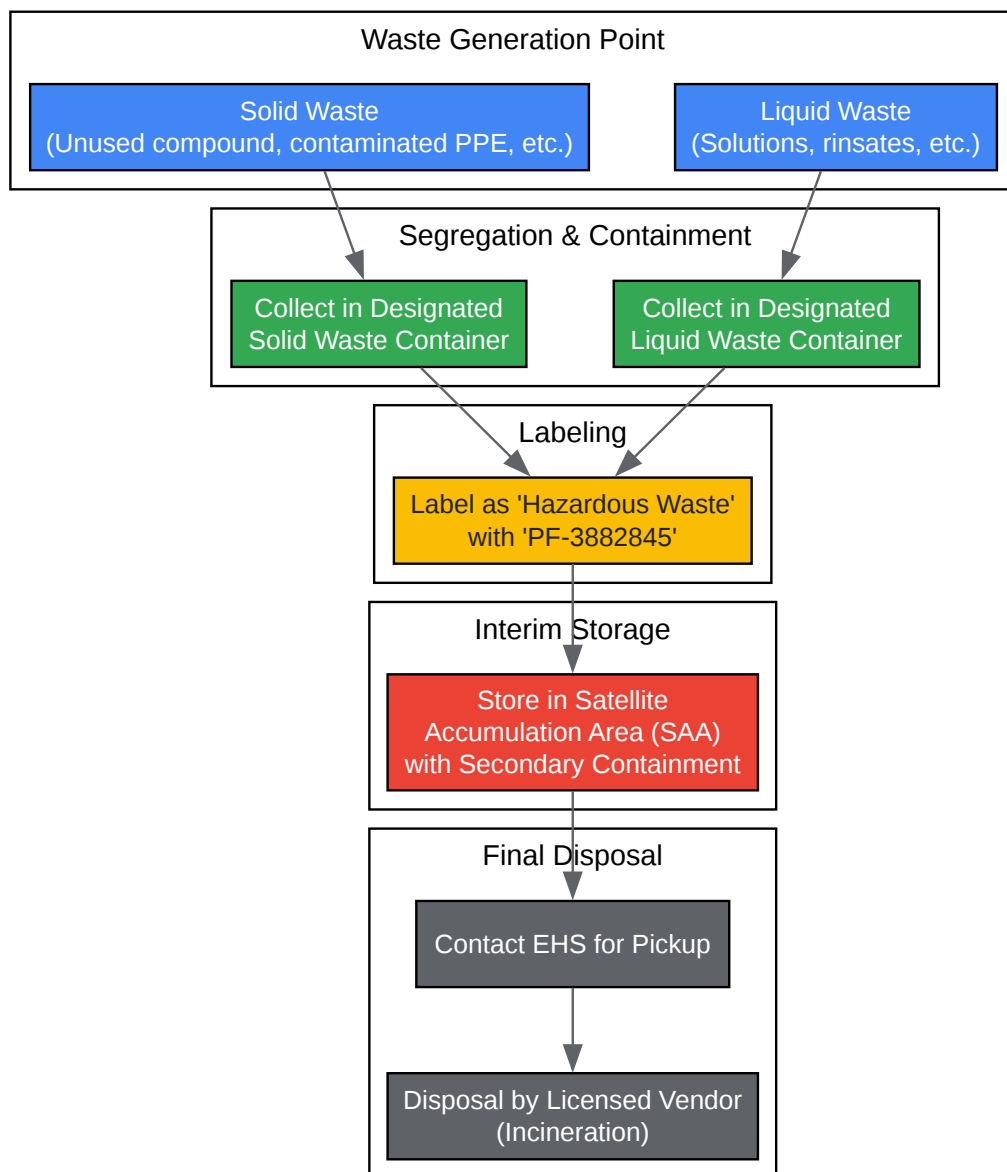 Waste Generation Point
Solid Waste
(Unused compound, contaminated PPE, etc.)
Liquid Waste
(Solutions, rinsates, etc.)
Segregation & Containment
Collect in Designated
Solid Waste Container
Collect in Designated
Liquid Waste Container
Labeling
Label as 'Hazardous Waste'
with 'PF-3882845'
Interim Storage
Store in Satellite
Accumulation Area (SAA)
with Secondary Containment
Final Disposal
Contact EHS for Pickup
Disposal by Licensed Vendor
(Incineration)